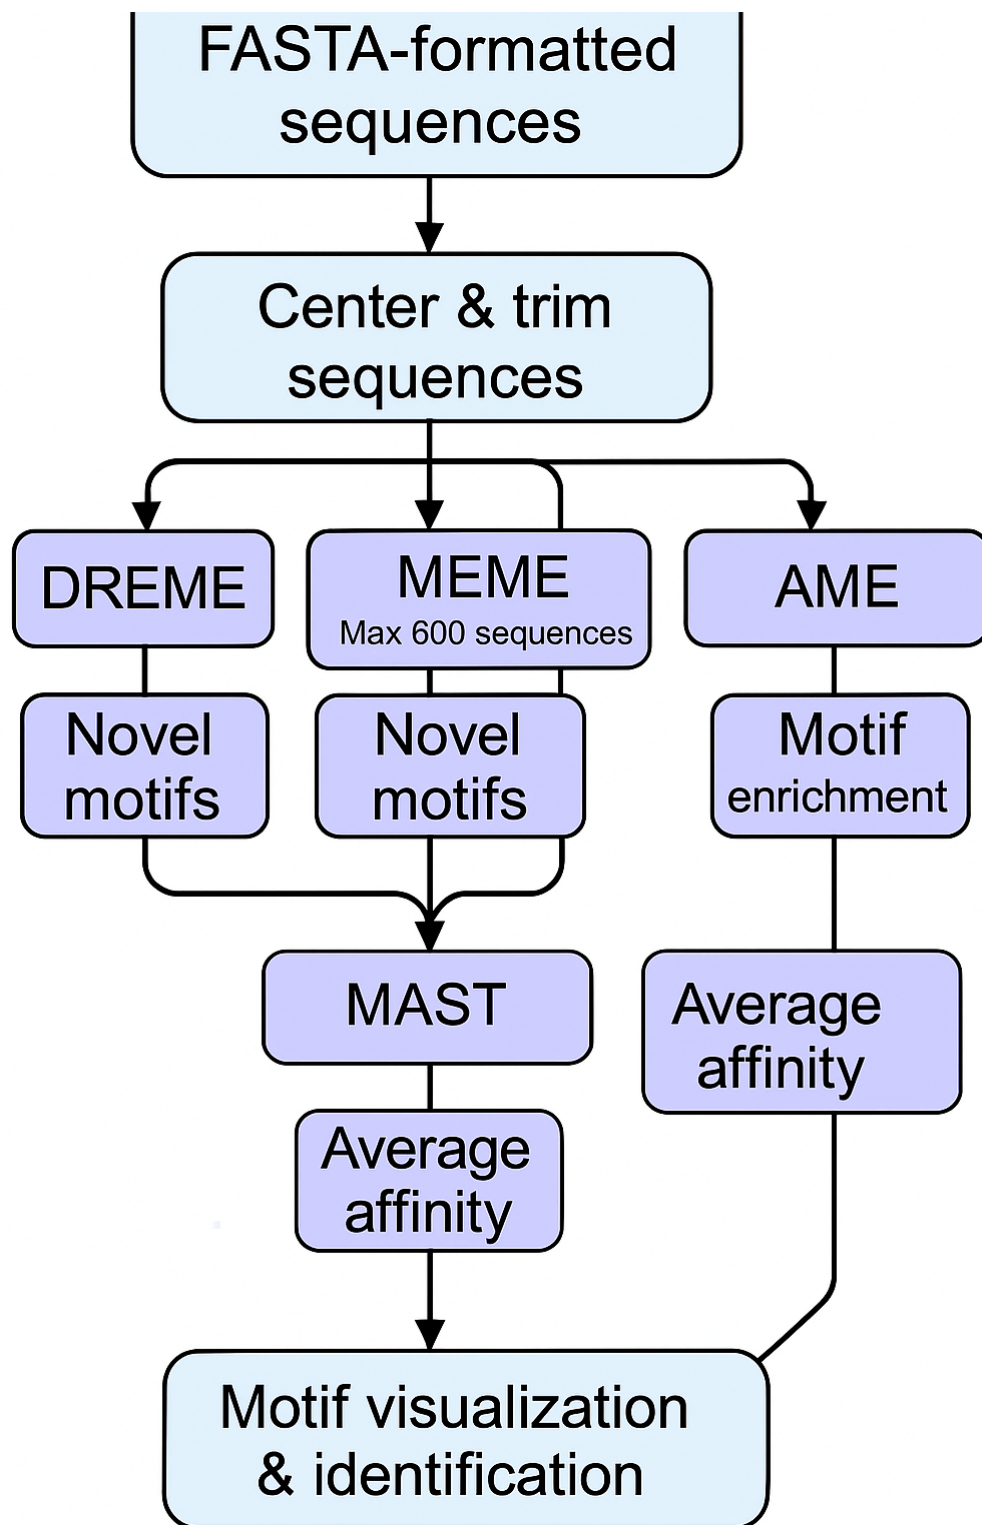 FASTA-formatted
sequences
Center & trim
sequences
DREME
MEME
Max 600 sequences
AME
Novel
motifs
Novel
motifs
Motif
enrichment
MAST
Average
affinity
Average
affinity
Motif visualization
& identification